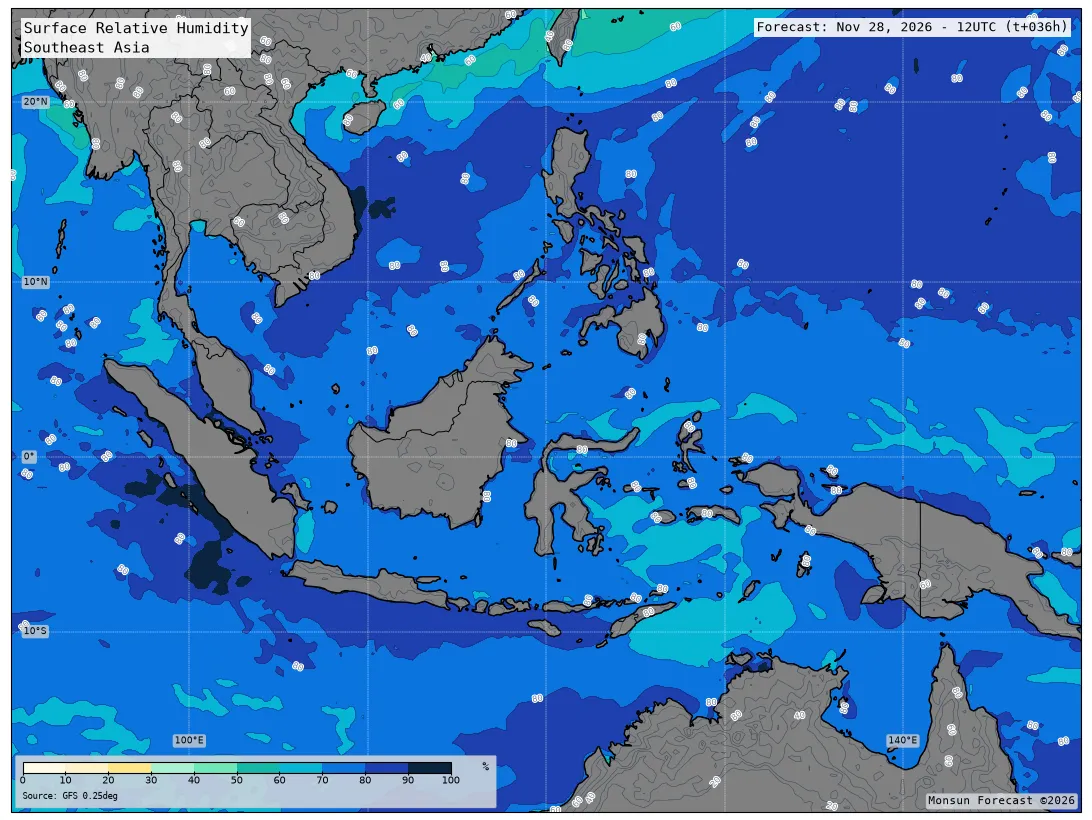 Surface Relative Humidity
Southeast Asia
Forecast: Nov 28, 2026 - 12UTC (t+036h)
20°N
10°N
0°
10°S
100°E
140°E
%
0 10 20 30 40 50 60 70 80 90 100
Source: GFS 0.25deg
Monsun Forecast ©2026